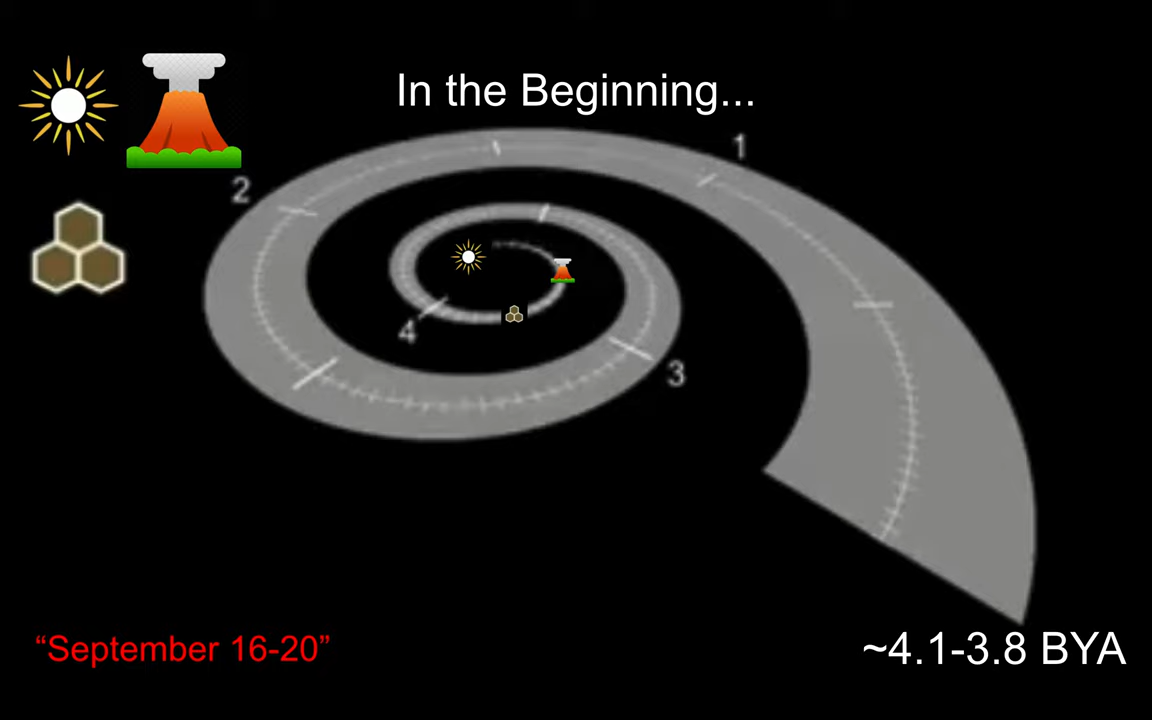 In the Beginning...
1
2
4
3
“September 16-20”
~4.1-3.8 BYA